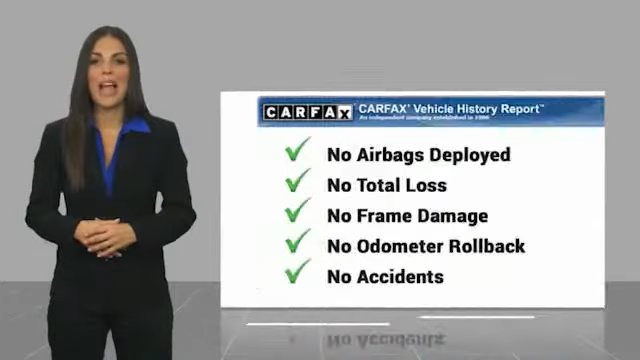 CARFAX CARFAX® Vehicle History Report™
An independent company established in 1986
No Airbags Deployed
No Total Loss
No Frame Damage
No Odometer Rollback
No Accidents